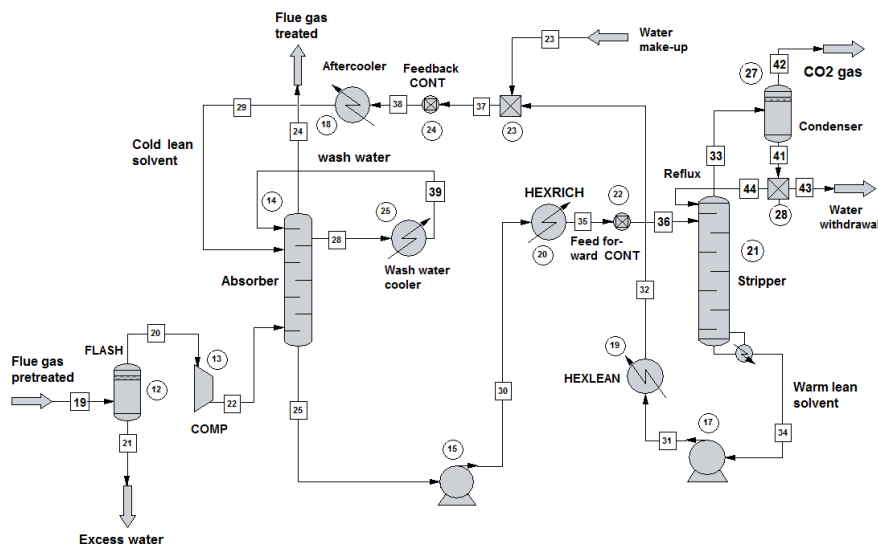 Flue gas
treated
23
Water
make-up
42
27
CO2 gas
Aftercooler
Feedback
CONT
29
38
37
18
24
23
Condenser
Cold lean
solvent
24
wash water
33
41
Reflux
44
43
28
Water
withdrawal
14
39
25
HEXRICH
22
28
35
36
Wash water
cooler
20
Feed for-
ward CONT
21
Absorber
Stripper
32
20
13
19
FLASH
HEXLEAN
Flue gas
pretreated
12
19
22
COMP
25
30
Warm lean
solvent
21
15
31
17
34
Excess water